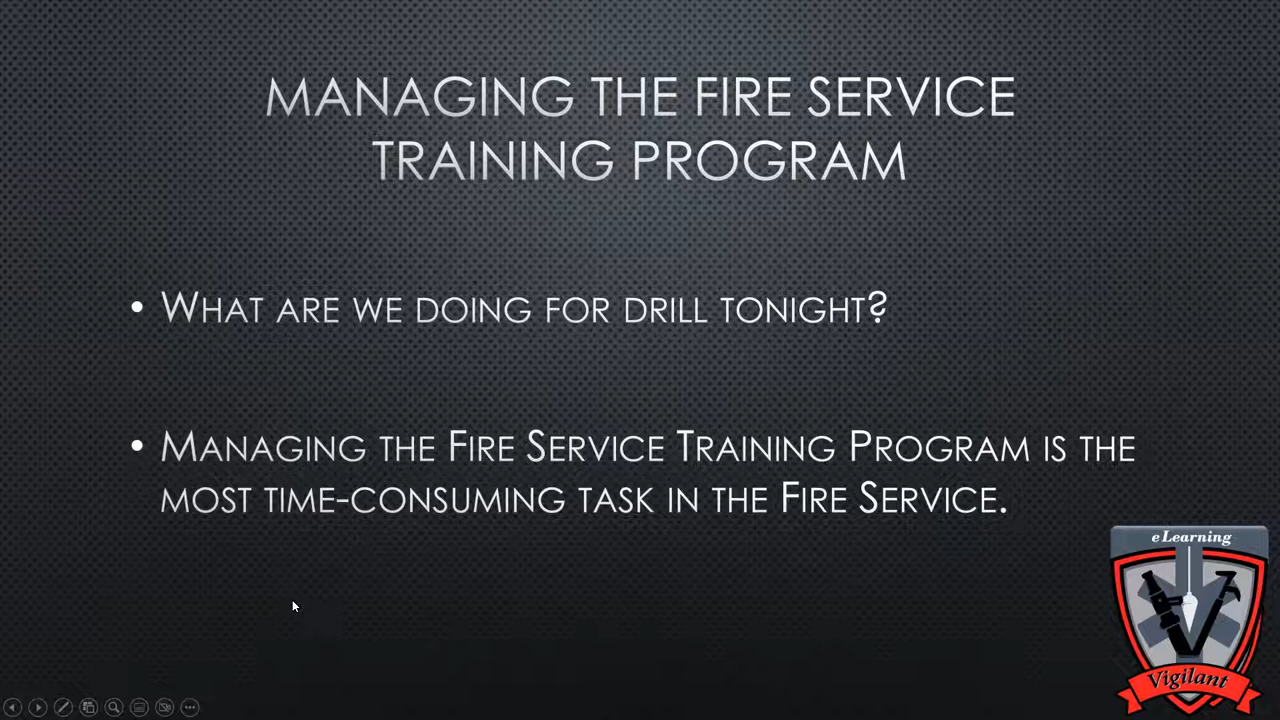 MANAGING THE FIRE SERVICE
TRAINING PROGRAM
• WHAT ARE WE DOING FOR DRILL TONIGHT?
• MANAGING THE FIRE SERVICE TRAINING PROGRAM IS THE
MOST TIME-CONSUMING TASK IN THE FIRE SERVICE.
eLearning
Vigilant